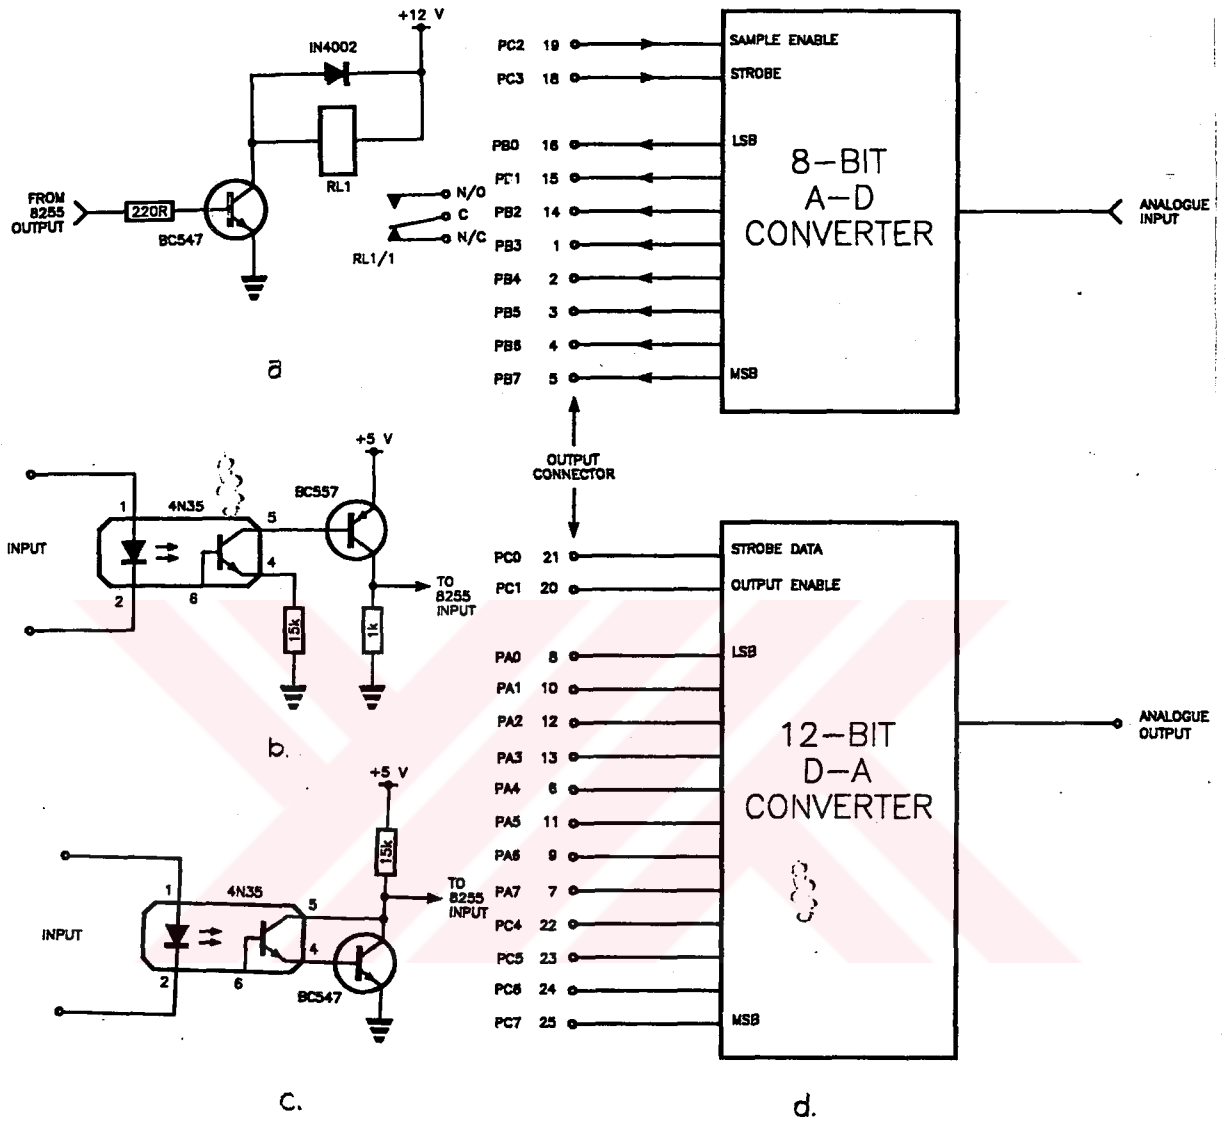 +12 V
IN4002
RL1
FROM
8255
OUTPUT
220R
BC547
N/O
C
N/C
RL1/1
a
+5 V
BC557
4N35
1
5
INPUT
4
2
6
TO
8255
INPUT
15k
1k
b.
+5 V
15k
TO
8255
INPUT
4N35
1
5
INPUT
4
2
6
BC547
c.
PC2 19 SAMPLE ENABLE
PC3 18 STROBE
PB0 16 LSB
PB1 15
PB2 14
PB3 1
PB4 2
PB5 3
PB6 4
PB7 5 MSB
8-BIT
A-D
CONVERTER
ANALOGUE
INPUT
OUTPUT
CONNECTOR
PC0 21 STROBE DATA
PC1 20 OUTPUT ENABLE
PA0 8 LSB
PA1 10
PA2 12
PA3 13
PA4 6
PA5 11
PA6 9
PA7 7
PC4 22
PC5 23
PC6 24
PC7 25 MSB
12-BIT
D-A
CONVERTER
ANALOGUE
OUTPUT
d.